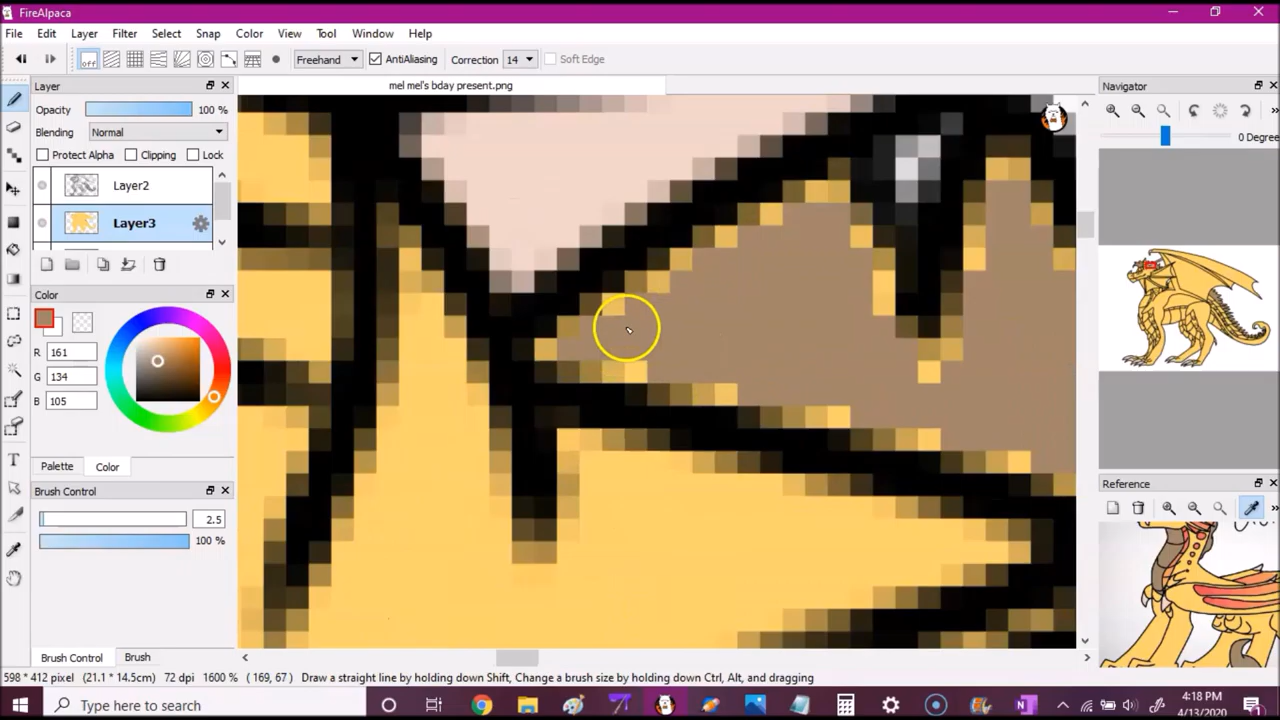 FireAlpaca
File Edit Layer Filter Select Snap Color View Tool Window Help
off Freehand AntiAliasing Correction 14 Soft Edge
Layer
mel mel's bday present.png
Navigator
Opacity 100 %
Blending Normal
0 Degree
Protect Alpha Clipping Lock
Layer2
Layer3
Color
R 161
G 134
B 105
Palette Color
Brush Control
Reference
2.5
100 %
Brush Control Brush
598 * 412 pixel (21.1 * 14.5cm) 72 dpi 1600 % (169, 67) Draw a straight line by holding down Shift, Change a brush size by holding down Ctrl, Alt, and dragging
Type here to search
4:18 PM
4/13/2020
1